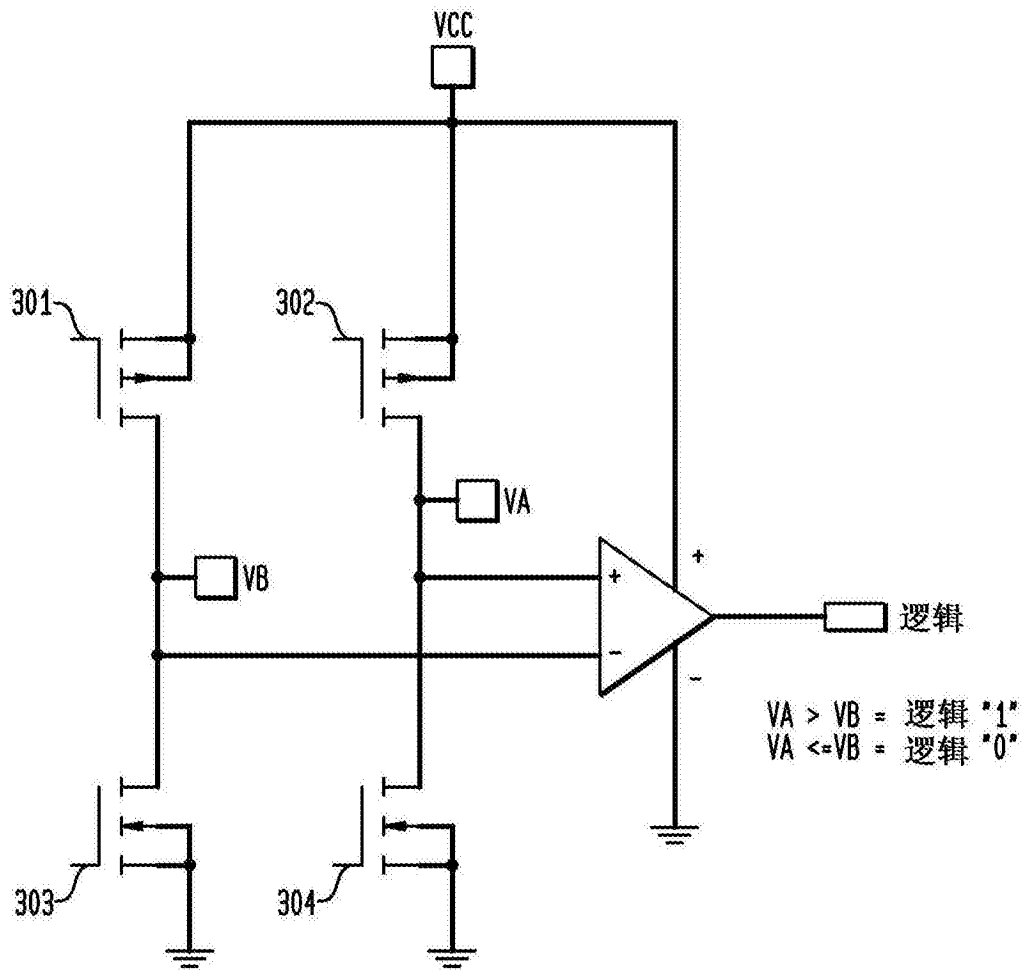 VCC
301
302
VA
VB
+
+
-
-
逻辑
VA > VB = 逻辑 "1"
VA <=VB = 逻辑 "0"
303
304